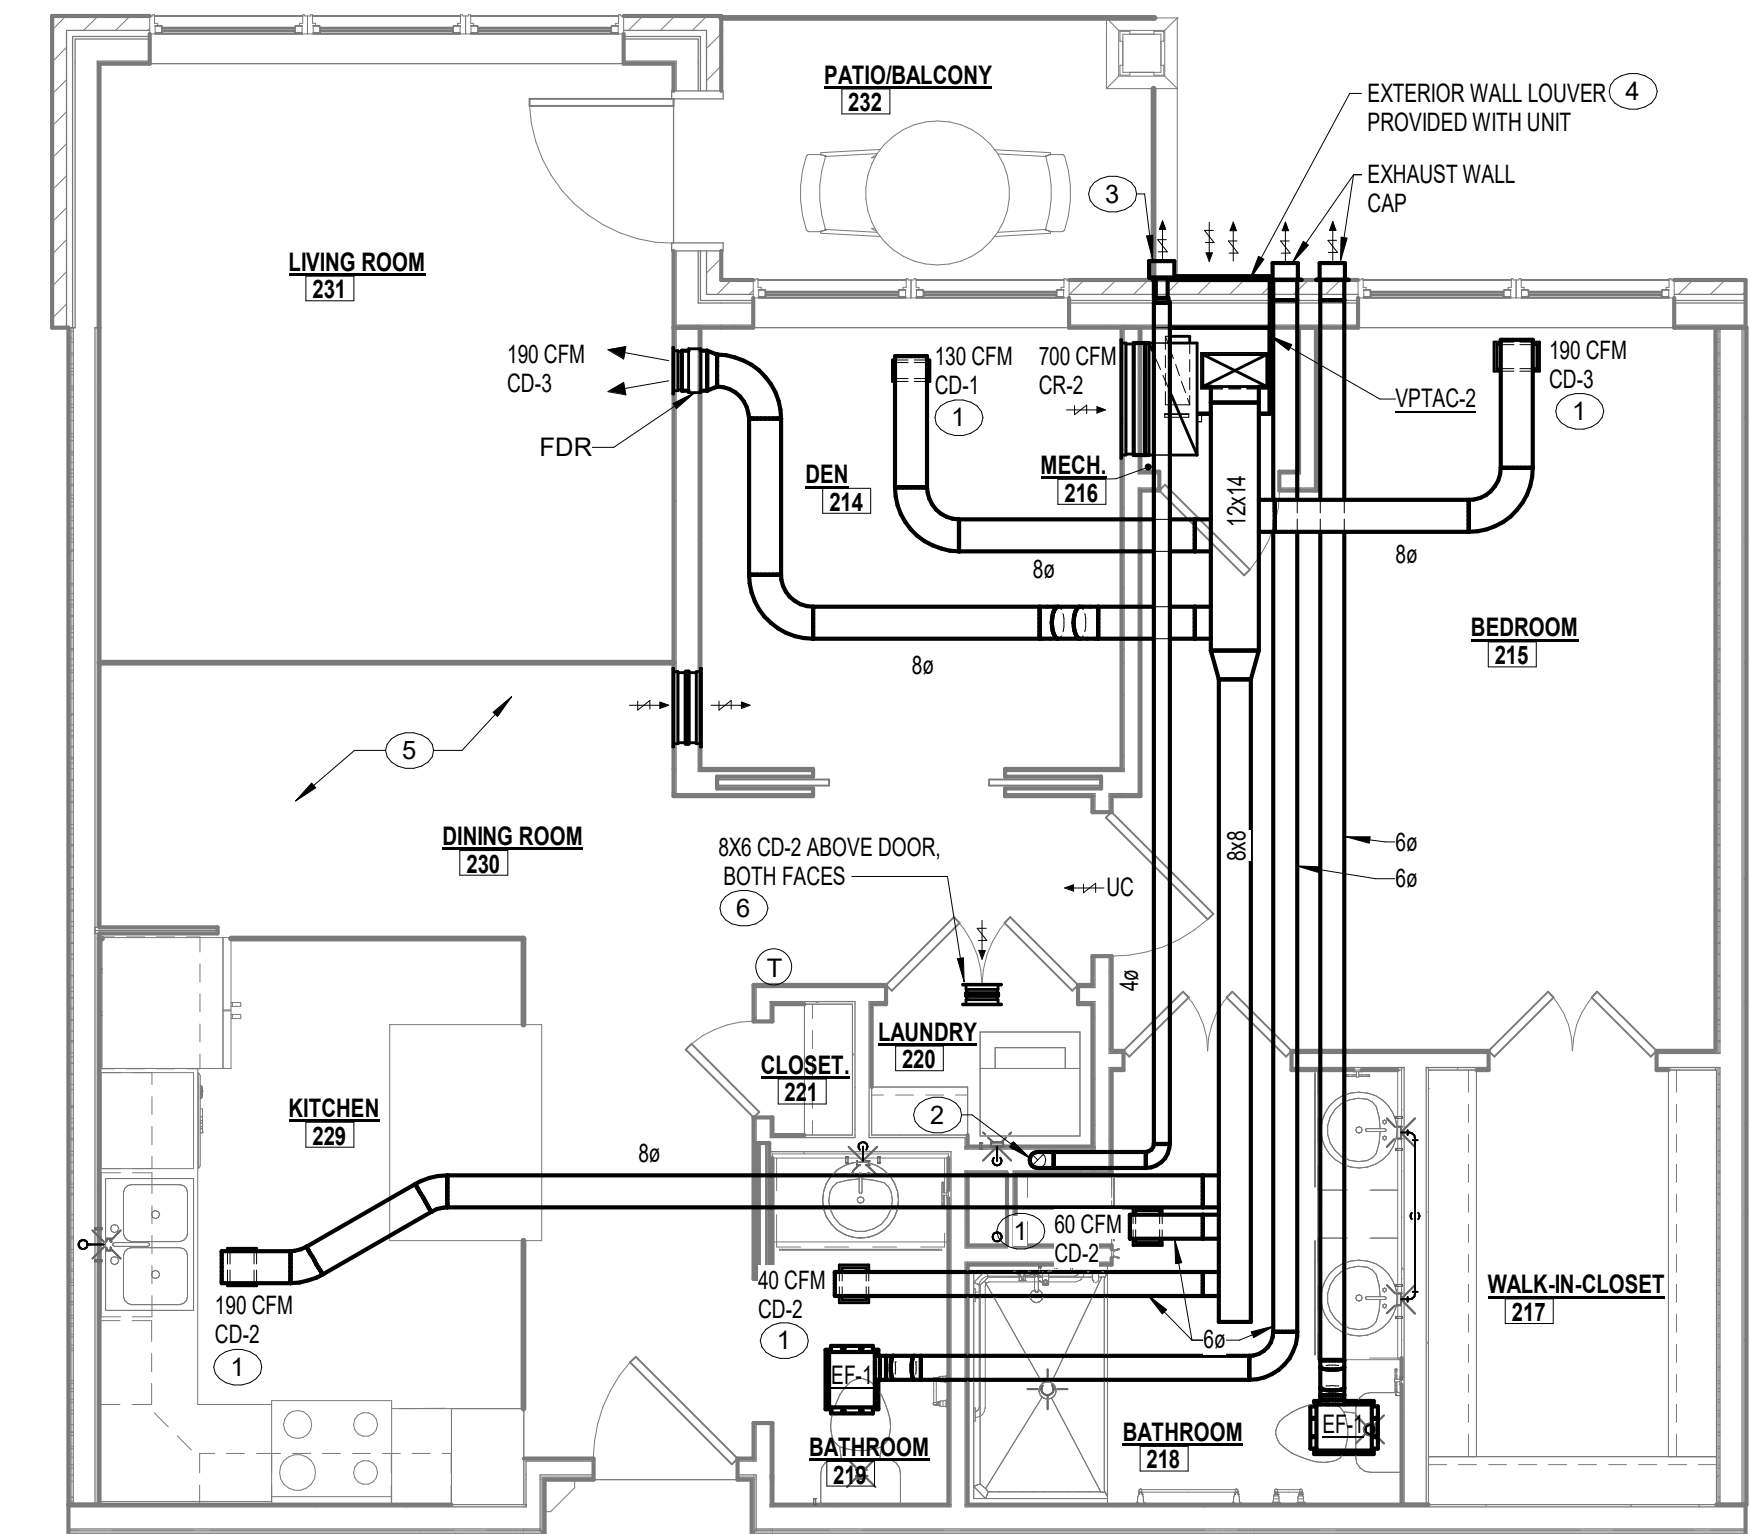 PATIO/BALCONY
232
EXTERIOR WALL LOUVER 4
PROVIDED WITH UNIT
EXHAUST WALL
CAP
3
LIVING ROOM
231
190 CFM
CD-3
FDR
130 CFM
CD-1
1
700 CFM
CR-2
190 CFM
CD-3
1
VPTAC-2
DEN
214
MECH.
216
12x14
8ø
8ø
8ø
BEDROOM
215
5
DINING ROOM
230
8X6 CD-2 ABOVE DOOR,
BOTH FACES
6
UC
8x8
6ø
6ø
T
4ø
LAUNDRY
220
CLOSET.
221
2
KITCHEN
229
8ø
1
60 CFM
CD-2
40 CFM
CD-2
1
190 CFM
CD-2
1
6ø
WALK-IN-CLOSET
217
EF-1
EF-1
BATHROOM
219
BATHROOM
218